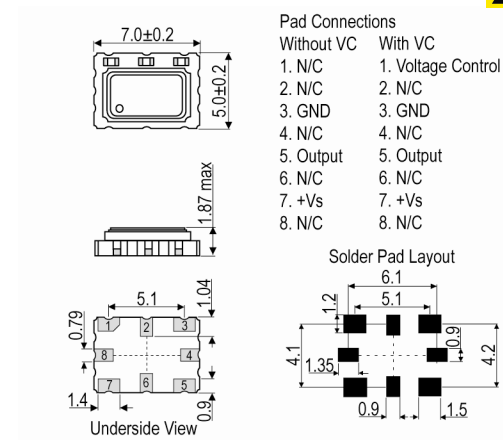 Pad Connections
Without VC With VC
1. N/C 1. Voltage Control
2. N/C 2. N/C
3. GND 3. GND
4. N/C 4. N/C
5. Output 5. Output
6. N/C 6. N/C
7. +Vs 7. +Vs
8. N/C 8. N/C
7.0±0.2
5.0±0.2
1.87 max
5.1
1.04
0.79
1 2 3
8 4
7 6 5
1.4
0.9
Underside View
Solder Pad Layout
6.1
5.1
1.2
0.9
4.1
4.2
1.35
0.9
1.5